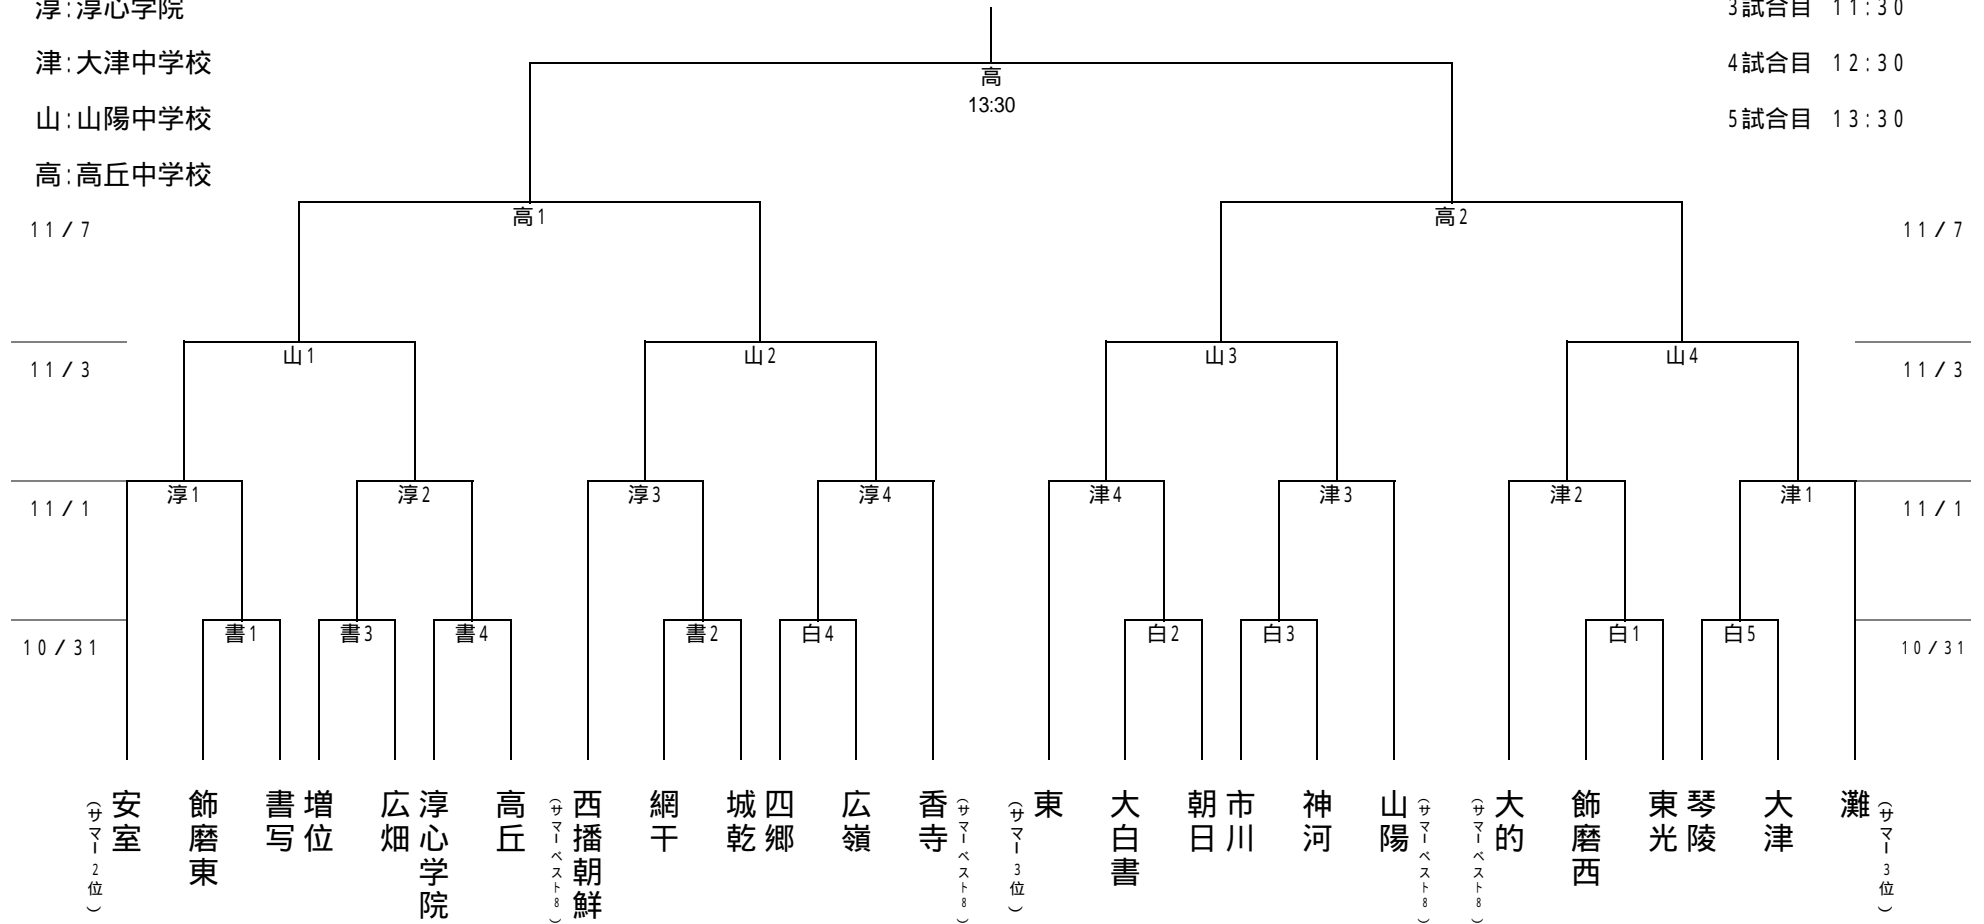 淳:淳心学院
3試合目 11:30
津:大津中学校
4試合目 12:30
高
13:30
山:山陽中学校
5試合目 13:30
高:高丘中学校
高1
高2
11/7
11/7
山1
山2
山3
山4
11/3
11/3
淳1
淳2
淳3
淳4
津4
津3
津2
津1
11/1
11/1
書1
書3
書4
書2
白4
白2
白3
白1
白5
10/31
10/31
(サマー2位)
安室
飾磨東
書写
増位
広畑
淳心学院
高丘
(サマーベスト8)
西播朝鮮
網干
城乾
四郷
広嶺
香寺
(サマーベスト8)
(サマー3位)
東
大白書
朝日
市川
神河
山陽
(サマーベスト8)
(サマーベスト8)
大的
飾磨西
東光
琴陵
大津
灘
(サマー3位)